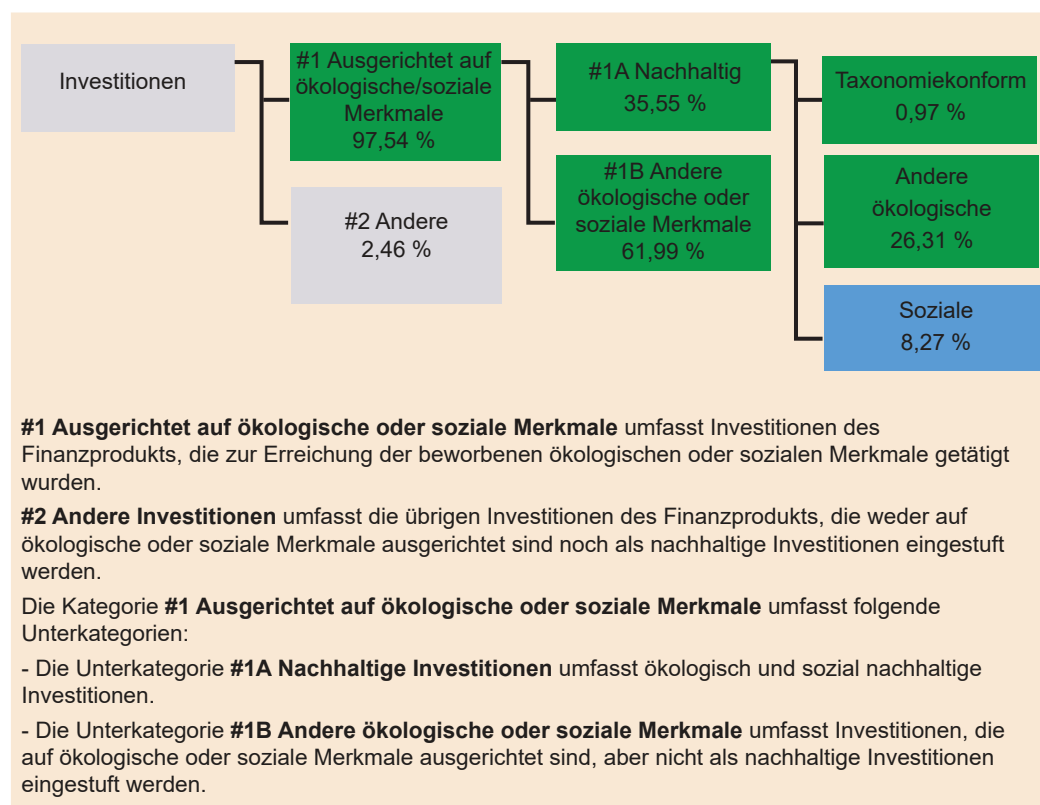 Investitionen
#1 Ausgerichtet auf
ökologische/soziale
Merkmale
97,54 %
#2 Andere
2,46 %
#1A Nachhaltig
35,55 %
#1B Andere
ökologische oder
soziale Merkmale
61,99 %
Taxonomiekonform
0,97 %
Andere
ökologische
26,31 %
Soziale
8,27 %
#1 Ausgerichtet auf ökologische oder soziale Merkmale umfasst Investitionen des
Finanzprodukts, die zur Erreichung der beworbenen ökologischen oder sozialen Merkmale getätigt
wurden.
#2 Andere Investitionen umfasst die übrigen Investitionen des Finanzprodukts, die weder auf
ökologische oder soziale Merkmale ausgerichtet sind noch als nachhaltige Investitionen eingestuft
werden.
Die Kategorie #1 Ausgerichtet auf ökologische oder soziale Merkmale umfasst folgende
Unterkategorien:
- Die Unterkategorie #1A Nachhaltige Investitionen umfasst ökologisch und sozial nachhaltige
Investitionen.
- Die Unterkategorie #1B Andere ökologische oder soziale Merkmale umfasst Investitionen, die
auf ökologische oder soziale Merkmale ausgerichtet sind, aber nicht als nachhaltige Investitionen
eingestuft werden.